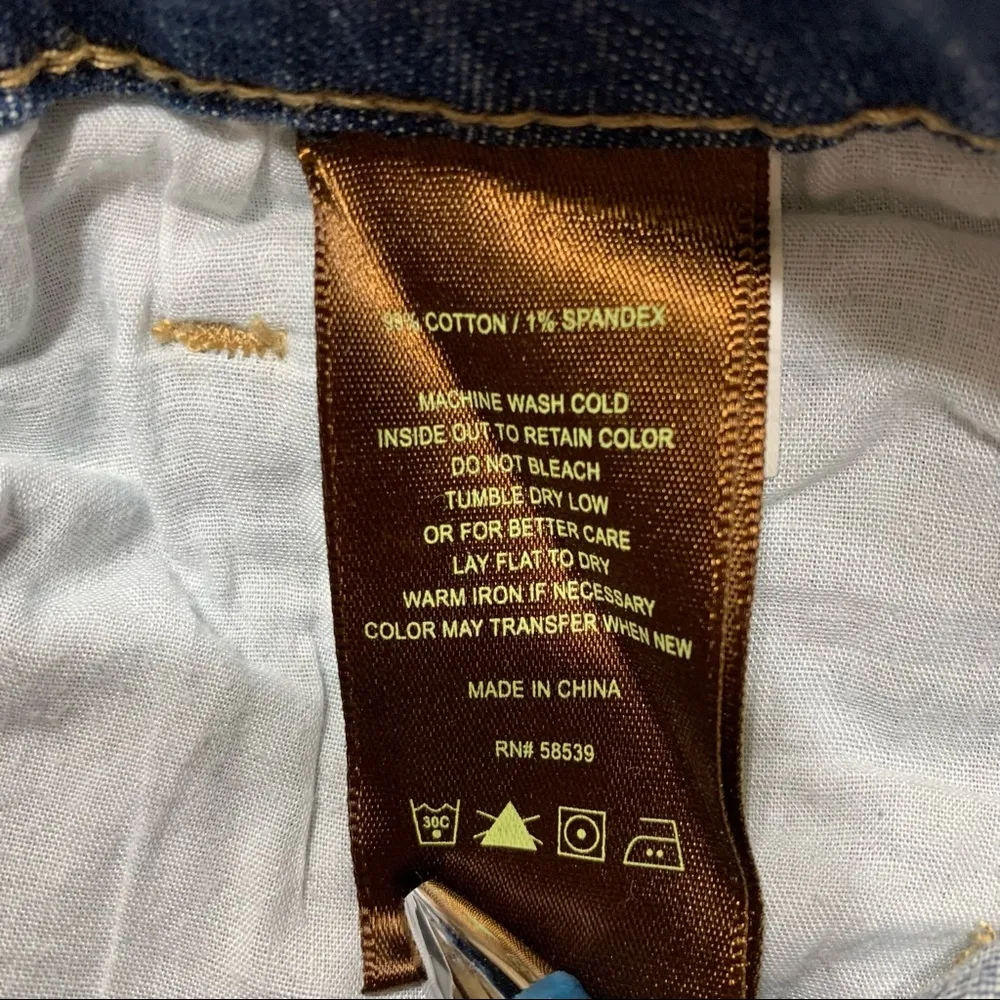 COTTON / 1% SPANDEX
MACHINE WASH COLD
INSIDE OUT TO RETAIN COLOR
DO NOT BLEACH
TUMBLE DRY LOW
OR FOR BETTER CARE
LAY FLAT TO DRY
WARM IRON IF NECESSARY
COLOR MAY TRANSFER WHEN NEW
MADE IN CHINA
RN# 58539
30C